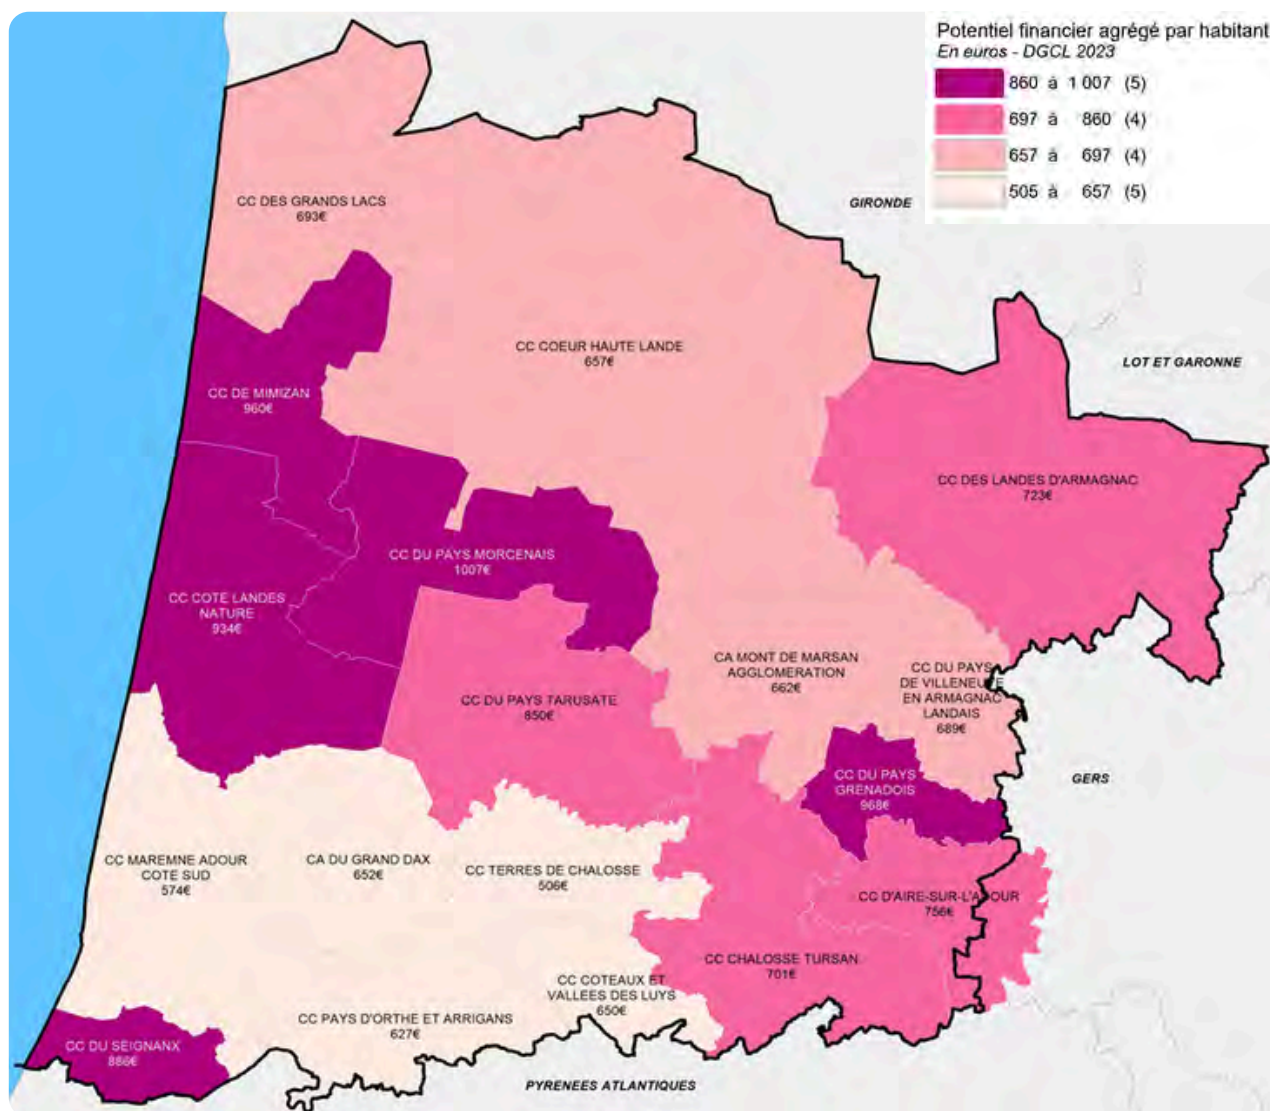 Potentiel financier agrégé par habitant
En euros - DGCL 2023
860 à 1 007 (5)
697 à 860 (4)
657 à 697 (4)
505 à 657 (5)
CC DES GRANDS LACS
693€
GIRONDE
CC COEUR HAUTE LANDE
657€
LOT ET GARONNE
CC DE MIMIZAN
960€
CC DES LANDES D'ARMAGNAC
723€
CC DU PAYS MORCENAIS
1007€
CC COTE LANDES
NATURE
934€
CA MONT DE MARSAN
AGGLOMERATION
662€
CC DU PAYS
DE VILLENEUVE
EN ARMAGNAC
LANDAIS
689€
CC DU PAYS TARUSATE
850€
CC DU PAYS
GRENADOIS
968€
GERS
CC MAREMNE ADOUR
COTE SUD
574€
CA DU GRAND DAX
652€
CC TERRES DE CHALOSSE
506€
CC D'AIRE-SUR-L'ADOUR
756€
CC CHALOSSE TURSAN
701€
CC COTEAUX ET
VALLEES DES LUYS
650€
CC PAYS D'ORTHE ET ARRIGANS
627€
CC DU SEIGNANX
886€
PYRENEES ATLANTIQUES